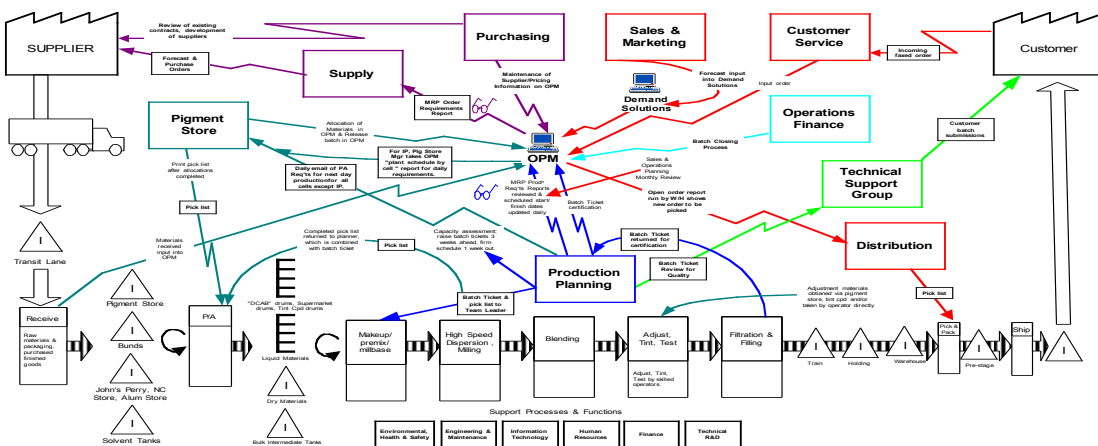 Review of existing
contracts, development
of suppliers
SUPPLIER
Forecast &
Purchase
Orders
Purchasing
Sales &
Marketing
Customer
Service
Incoming
faxed order
Customer
Supply
Maintenance of
Supplier/Pricing
Information on OPM
Forecast input
into Demand
Solutions
Input order
MRP Order
Requirements
Report
Demand
Solutions
Operations
Finance
Pigment
Store
Allocation of
Materials in
OPM & Release
batch in OPM
Customer
batch
submissions
OPM
Batch Closing
Process
Print pick list
after allocations
completed
For IP, Pig Store
Mgr takes OPM
"plant schedule by
cell" report for daily
requirements.
Daily email of PA
Req'ts for next day
production for all
cells except IP.
MRP Prod"
Req'ts Reports
reviewed &
scheduled start/
finish dates
updated daily
Sales &
Operations
Planning
Monthly Review
Batch Ticket
certification
Open order report
run by W/H shows
new order to be
picked
Technical
Support
Group
Pick list
Materials
received
input into
OPM
Completed pick list
returned to planner,
which is combined
with batch ticket
Pick list
Capacity assessment:
raise batch tickets 3
weeks ahead, firm
schedule 1 week out.
Batch Ticket
returned for
certification
Batch Ticket
Review for
Quality
Distribution
Production
Planning
I
Transit Lane
I
Pigment Store
"DCAB" drums, Supermarket
drums, Tint Cpd drums
Batch Ticket &
pick list to
Team Leader
Adjustment materials
obtained via pigment
store, tint cpd and/or
taken by operator directly
Pick list
Receive
Raw
materials &
packaging,
purchased
finished
goods.
I
Bunds
P/A
Liquid Materials
Makeup/
premix/
millbase
High Speed
Dispersion,
Milling
Blending
Adjust,
Tint, Test
Adjust, Tint,
Test by skilled
operators.
Filtration &
Filling
I
Train
I
Holding
I
Warehouse
Pick &
Pack
I
Pre-stage
Ship
I
I
John's Perry, NC
Store, Alum Store
I
Dry Materials
I
Solvent Tanks
I
Bulk Intermediate Tanks
Support Processes & Functions
Environmental,
Health & Safety
Engineering &
Maintenance
Information
Technology
Human
Resources
Finance
Technical
R&D